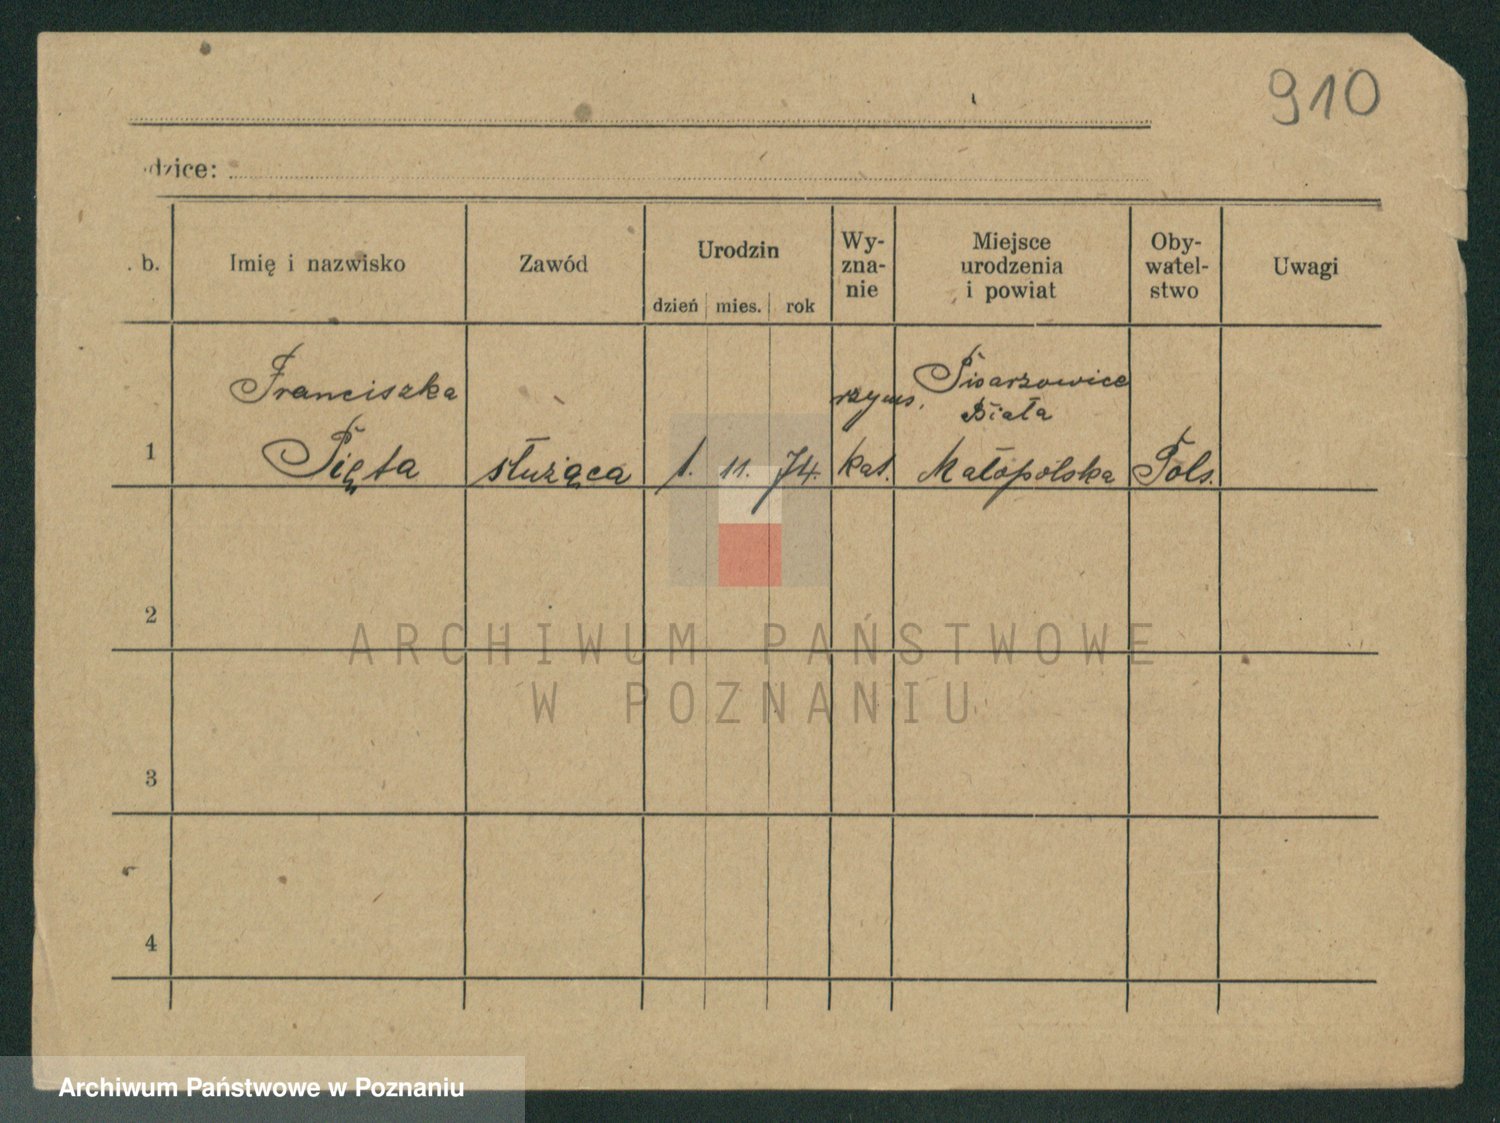 910
dzice:
. b.
Imię i nazwisko
Zawód
Urodzin
dzień mies. rok
Wy-
zna-
nie
Miejsce
urodzenia
i powiat
Oby-
watel-
stwo
Uwagi
1
Franciszka
Pięta
służąca
1. 11. 74.
rzyms.
kat.
Pisarzowice
Biała
Małopolska
Pols.
2
3
4
ARCHIWUM PAŃSTWOWE
W POZNANIU
Archiwum Państwowe w Poznaniu